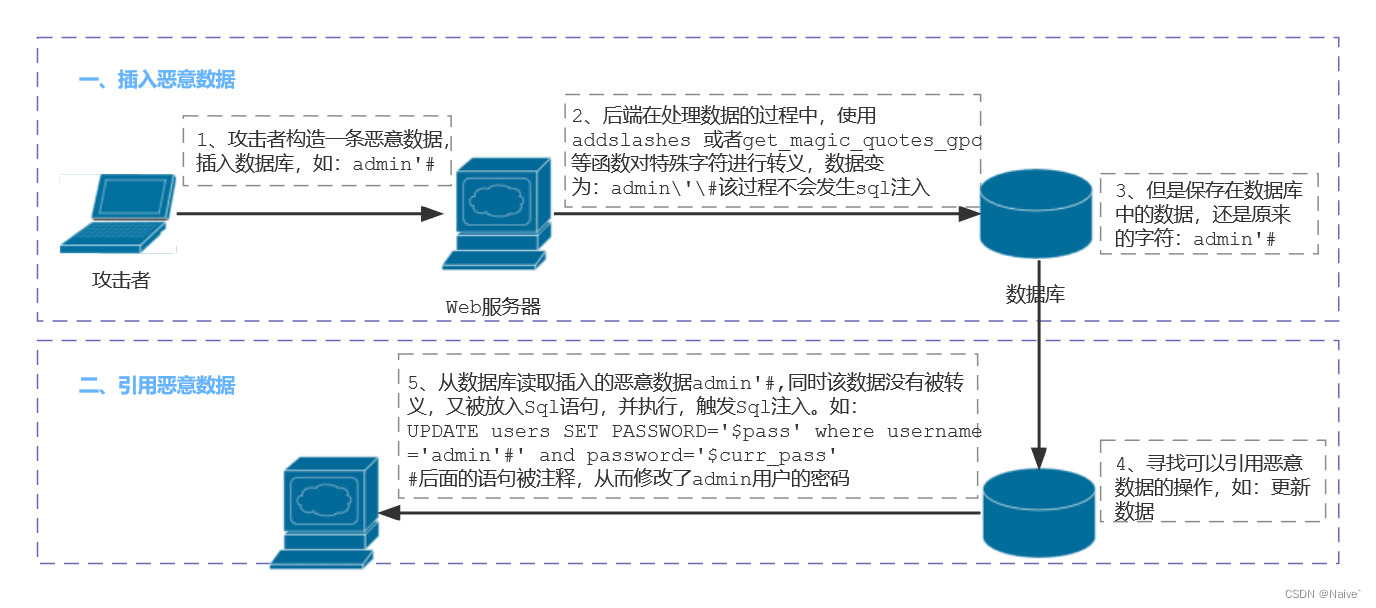 一、插入恶意数据
1、攻击者构造一条恶意数据，
插入数据库，如：admin'#
2、后端在处理数据的过程中，使用
addslashes 或者get_magic_quotes_gpc
等函数对特殊字符进行转义，数据变
为：admin\'\#该过程不会发生sql注入
3、但是保存在数据库
中的数据，还是原来
的字符：admin'#
攻击者
Web服务器
数据库
二、引用恶意数据
5、从数据库读取插入的恶意数据admin'#,同时该数据没有被转
义，又被放入Sql语句，并执行，触发Sql注入。如：
UPDATE users SET PASSWORD='$pass' where username
='admin'#' and password='$curr_pass'
#后面的语句被注释，从而修改了admin用户的密码
4、寻找可以引用恶意
数据的操作，如：更新
数据
CSDN @Naive`